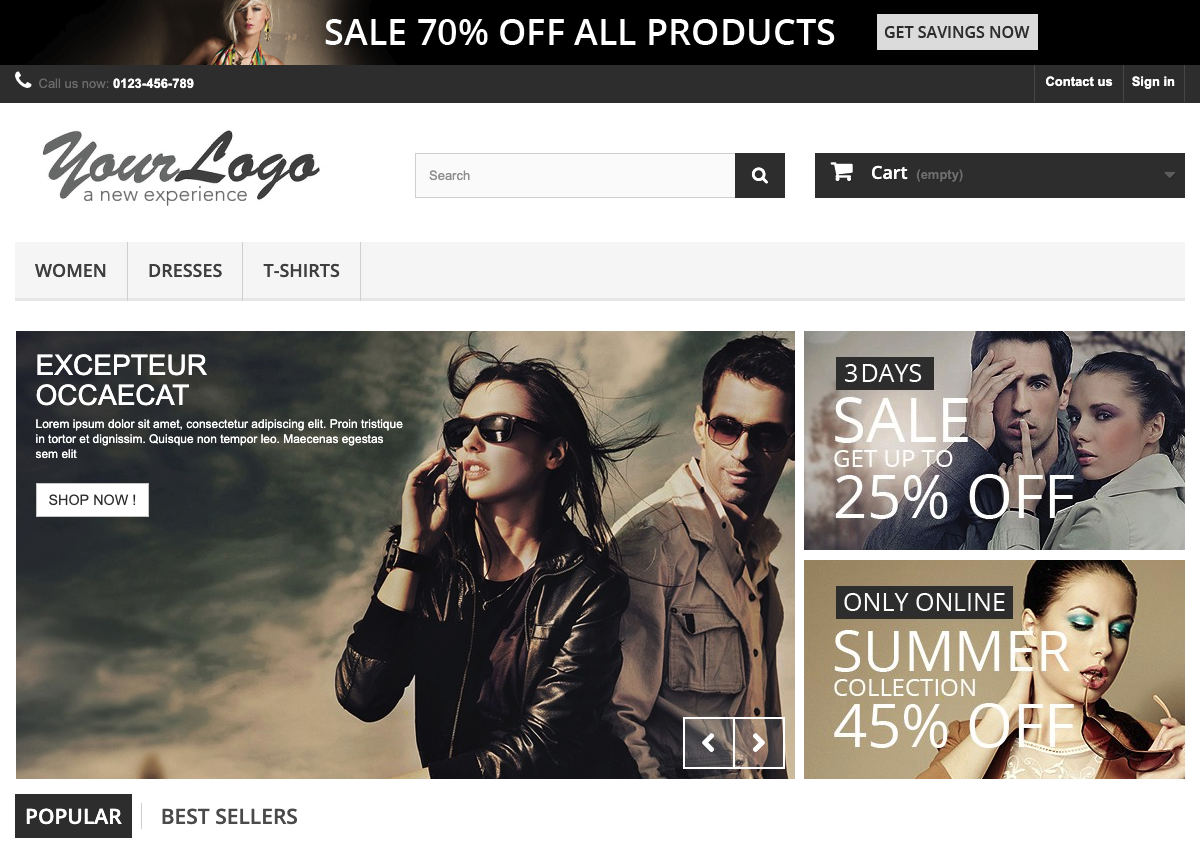 SALE 70% OFF ALL PRODUCTS
GET SAVINGS NOW
Call us now: 0123-456-789
Contact us
Sign in
YourLogo
a new experience
Search
Cart (empty)
WOMEN
DRESSES
T-SHIRTS
EXCEPTEUR
OCCAECAT
Lorem ipsum dolor sit amet, consectetur adipiscing elit. Proin tristique
in tortor et dignissim. Quisque non tempor leo. Maecenas egestas
sem elit
SHOP NOW !
3DAYS
SALE
GET UP TO
25% OFF
ONLY ONLINE
SUMMER
COLLECTION
45% OFF
POPULAR
BEST SELLERS